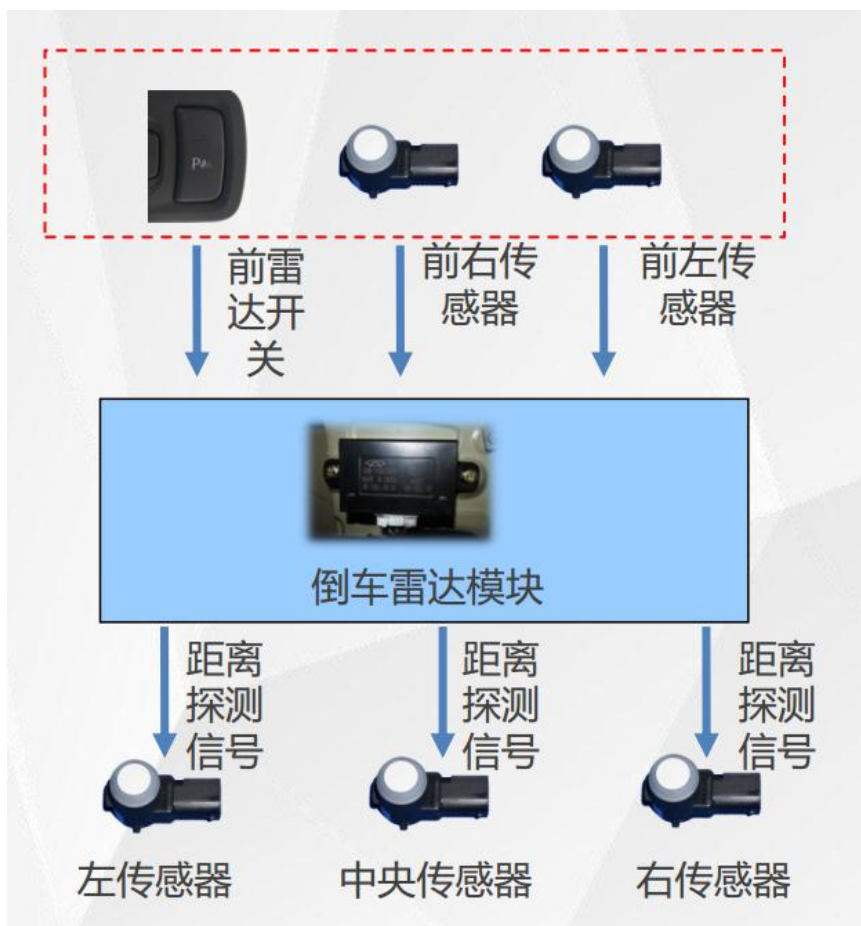 P
前雷
达开
关
前右传
感器
前左传
感器
倒车雷达模块
距离
探测
信号
距离
探测
信号
距离
探测
信号
左传感器
中央传感器
右传感器